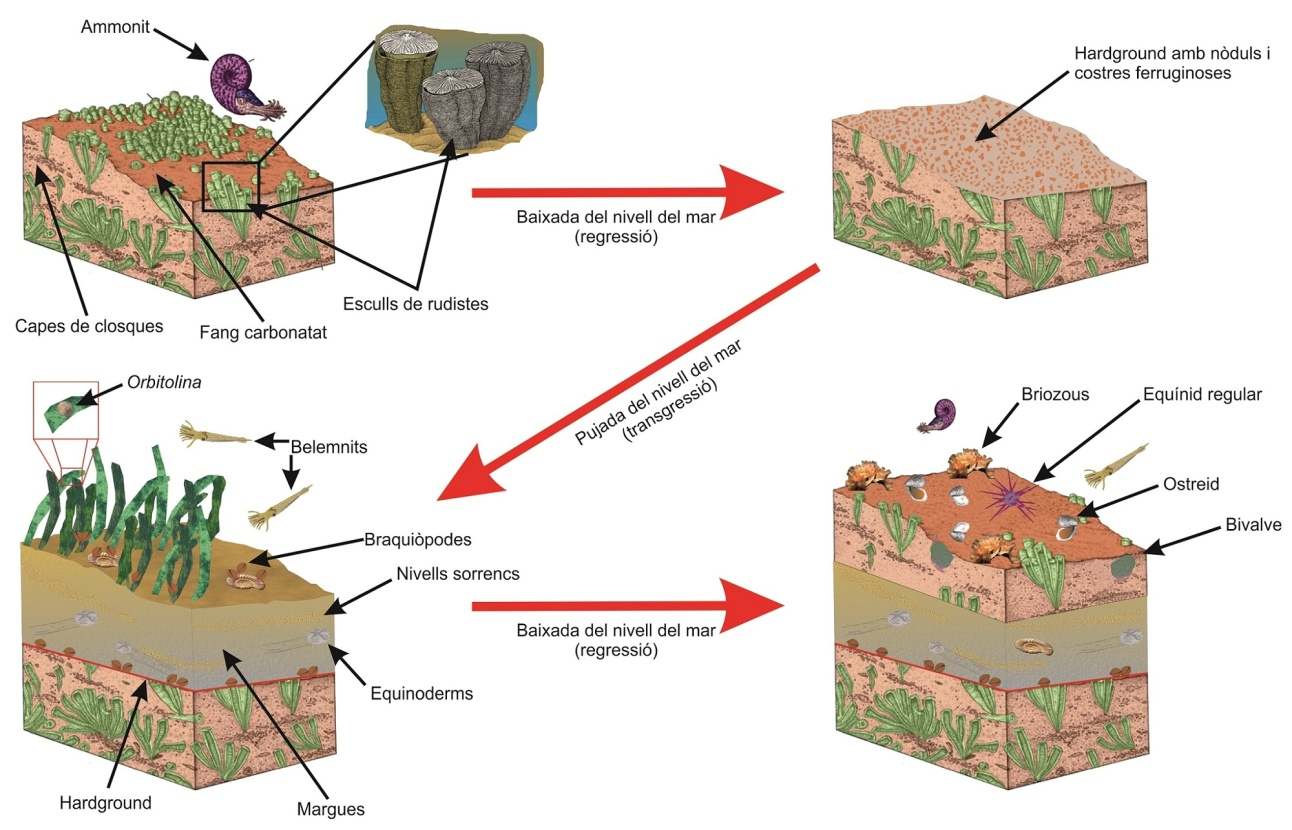 Ammonit
Hardground amb nòduls i
costres ferruginoses
Baixada del nivell del mar
(regressió)
Esculls de rudistes
Capes de closques
Fang carbonatat
Pujada del nivell del mar
(transgressió)
Orbitolina
Belemnits
Braquiòpodes
Nivells sorrencs
Equinoderms
Hardground
Margues
Baixada del nivell del mar
(regressió)
Briozous
Equínid regular
Ostreid
Bivalve